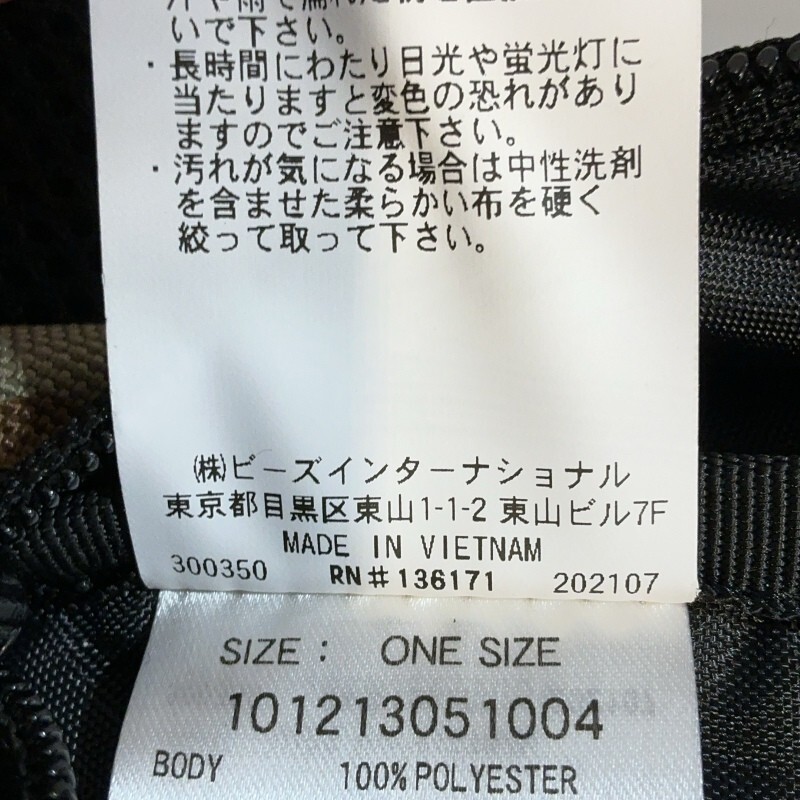 いで下さい。
・長時間にわたり日光や蛍光灯に
当たりますと変色の恐れがあり
ますのでご注意下さい。
・汚れが気になる場合は中性洗剤
を含ませた柔らかい布を硬く
絞って取って下さい。
㈱ビーズインターナショナル
東京都目黒区東山1-1-2 東山ビル7F
MADE IN VIETNAM
300350 RN#136171 202107
SIZE: ONE SIZE
101213051004
BODY 100%POLYESTER